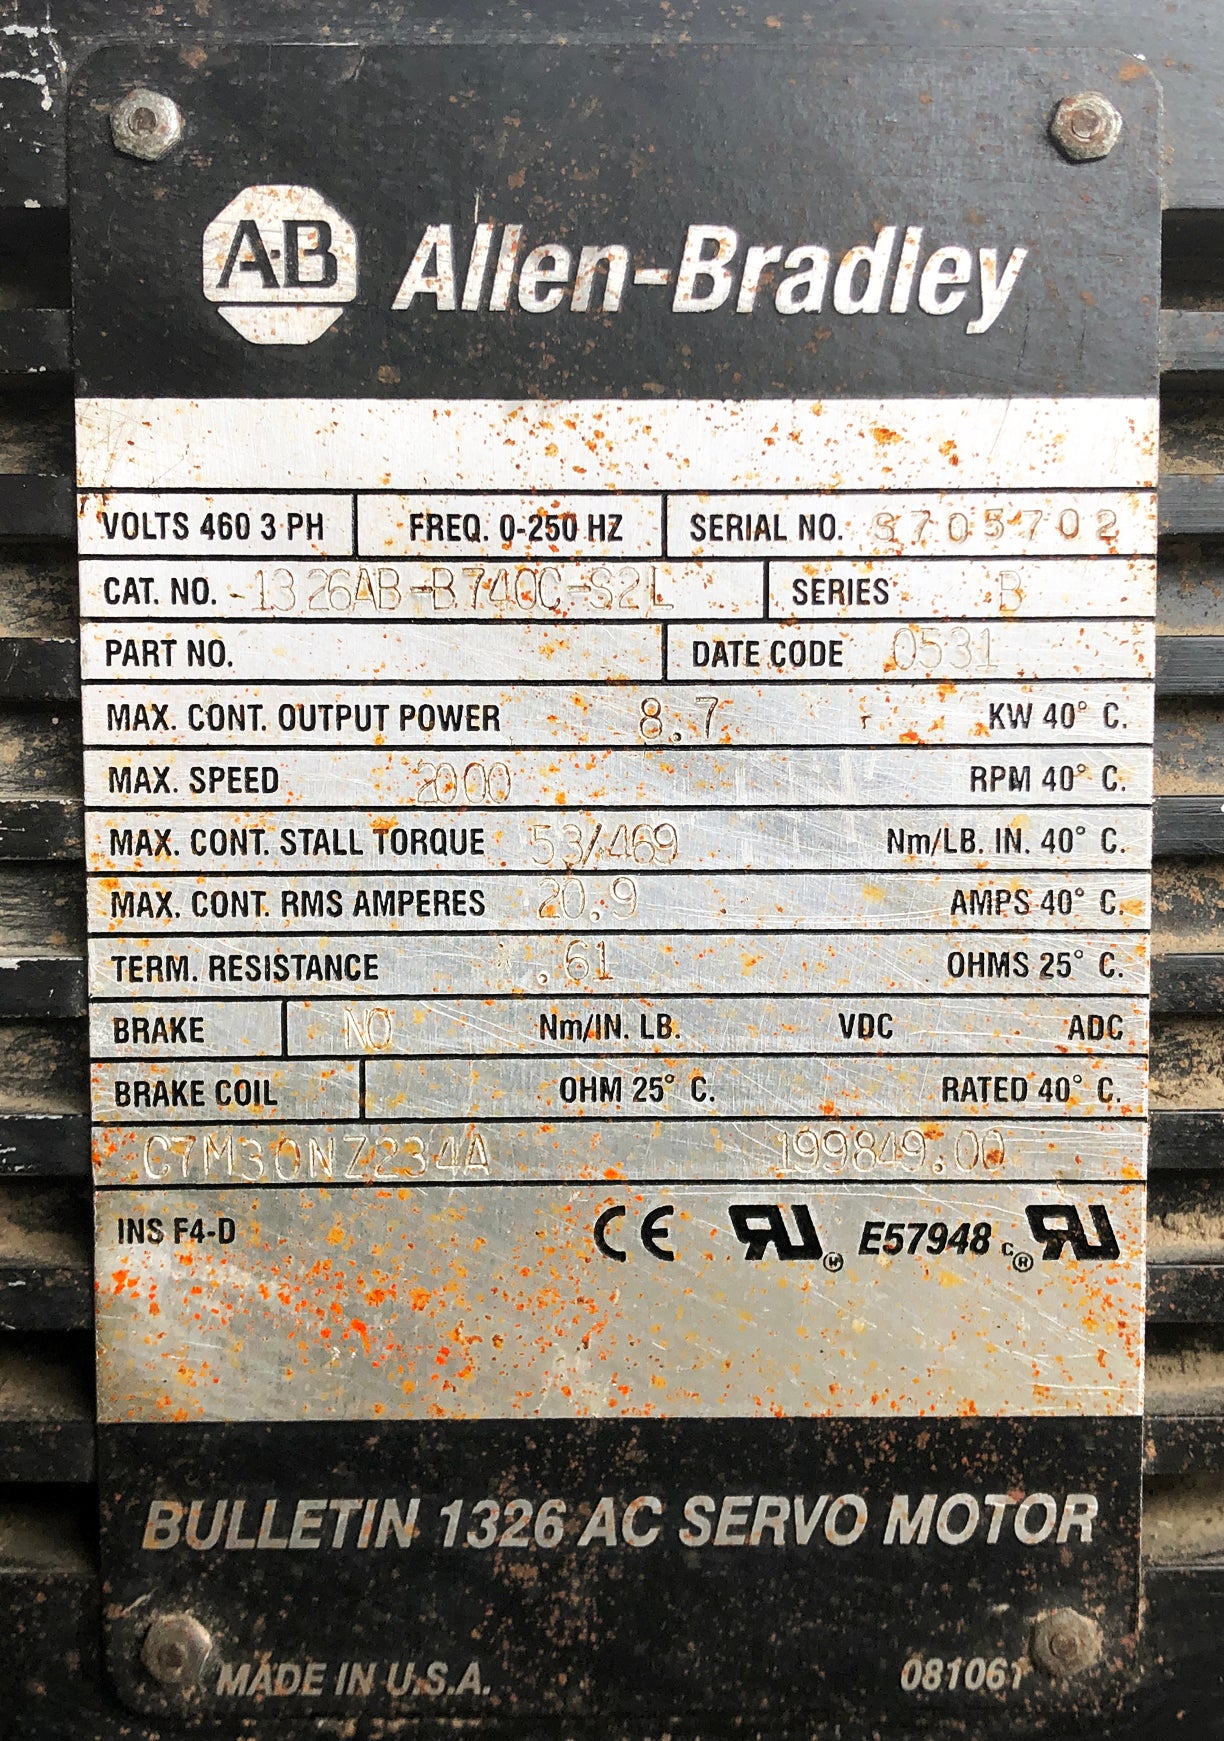 A·B Allen-Bradley
VOLTS 460 3 PH FREQ. 0-250 HZ SERIAL NO. S705702
CAT. NO. 1326AB-B740C-S2L SERIES B
PART NO. DATE CODE 0531
MAX. CONT. OUTPUT POWER 8.7 KW 40° C.
MAX. SPEED 2000 RPM 40° C.
MAX. CONT. STALL TORQUE 53/469 Nm/LB. IN. 40° C.
MAX. CONT. RMS AMPERES 20.9 AMPS 40° C.
TERM. RESISTANCE .61 OHMS 25° C.
BRAKE NO Nm/IN. LB. VDC ADC
BRAKE COIL OHM 25° C. RATED 40° C.
C7M30NZ234A 199849.00
INS F4-D CE RU ® E57948 c RU ®
BULLETIN 1326 AC SERVO MOTOR
MADE IN U.S.A. 081061